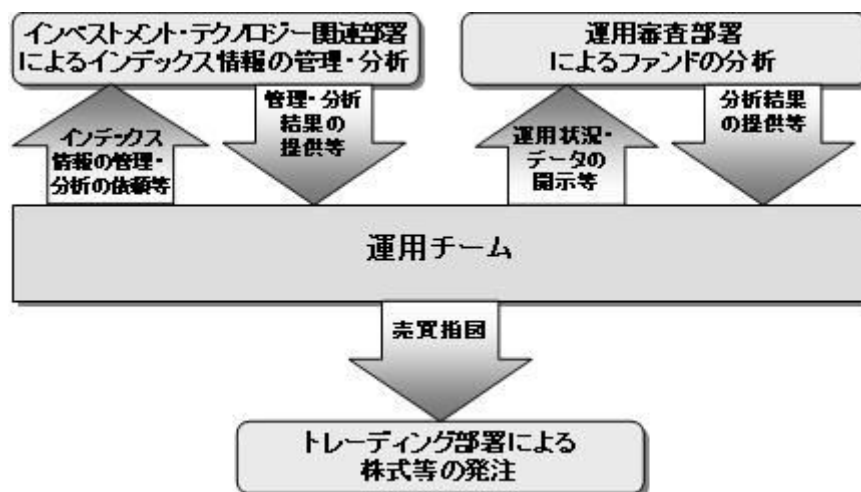 インベストメント・テクノロジー関連部署
によるインデックス情報の管理・分析
運用審査部署
によるファンドの分析
インデックス
情報の管理・
分析の依頼等
管理・分析
結果の
提供等
運用状況・
データの
開示等
分析結果
の提供等
運用チーム
売買指図
トレーディング部署による
株式等の発注